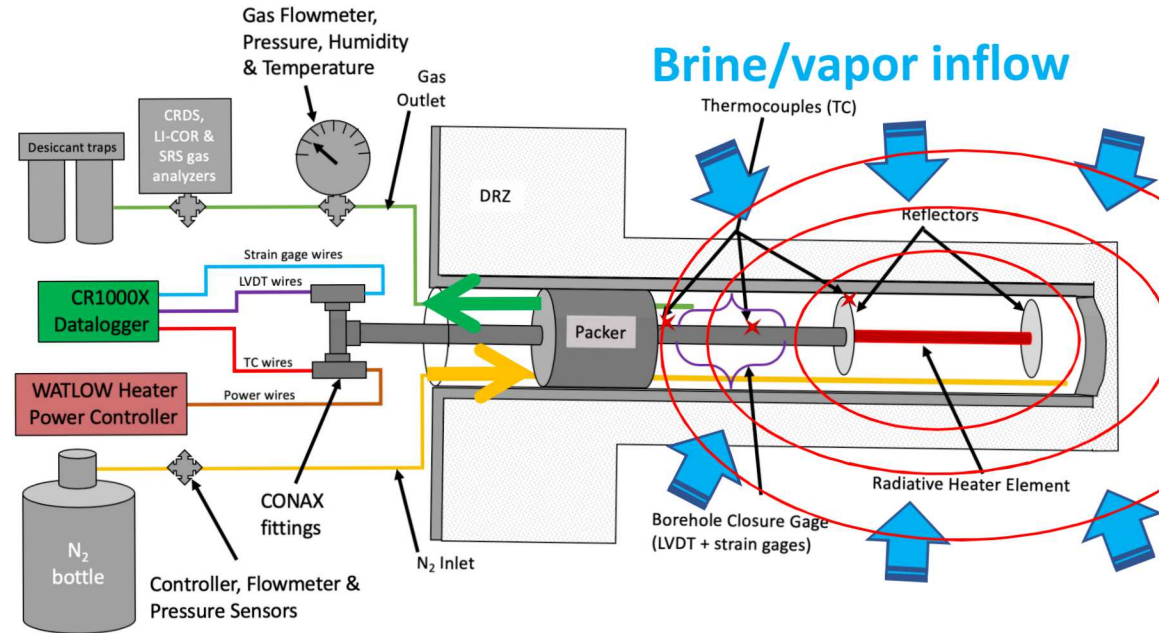 Gas Flowmeter,
Pressure, Humidity
& Temperature
Gas
Outlet
Brine/vapor inflow
Thermocouples (TC)
CRDS,
LI-COR &
SRS gas
analyzers
Desiccant traps
DRZ
Reflectors
Strain gage wires
LVDT wires
CR1000X
Datalogger
Packer
TC wires
WATLOW Heater
Power Controller
Power wires
CONAX
fittings
Radiative Heater Element
Borehole Closure Gage
(LVDT + strain gages)
N₂ Inlet
N₂
bottle
Controller, Flowmeter &
Pressure Sensors